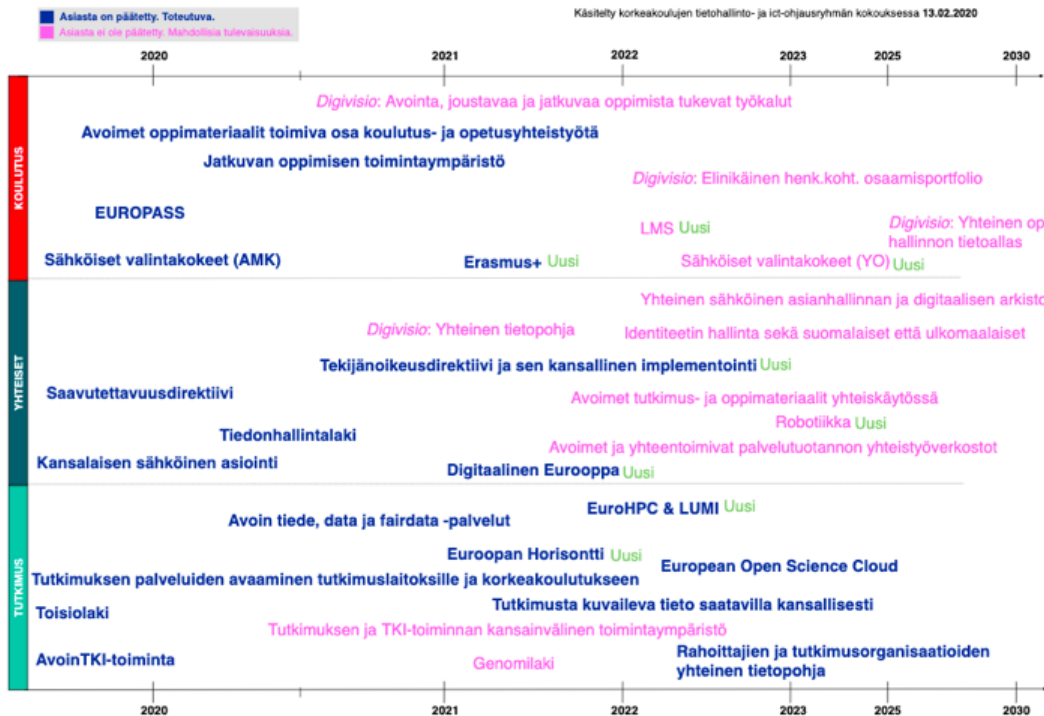 Asiasta on päätetty. Toteutuva.
Asiasta ei ole päätetty. Mahdollisia tulevaisuuksia.
Käsitelty korkeakoulujen tietohallinto- ja ict-ohjausryhmän kokouksessa 13.02.2020
2020 2021 2022 2023 2025 2030
KOULUTUS
Digivisio: Avointa, joustavaa ja jatkuvaa oppimista tukevat työkalut
Avoimet oppimateriaalit toimiva osa koulutus- ja opetusyhteistyötä
Jatkuvan oppimisen toimintaympäristö
Digivisio: Elinikäinen henk.koht. osaamisportfolio
EUROPASS
LMS Uusi
Digivisio: Yhteinen op
hallinnon tietoallas
Sähköiset valintakokeet (AMK)
Erasmus+ Uusi
Sähköiset valintakokeet (YO) Uusi
YHTEISET
Yhteinen sähköinen asianhallinnan ja digitaalisen arkisto
Digivisio: Yhteinen tietopohja
Identiteetin hallinta sekä suomalaiset että ulkomaalaiset
Tekijänoikeusdirektiivi ja sen kansallinen implementointi Uusi
Saavutettavuusdirektiivi
Avoimet tutkimus- ja oppimateriaalit yhteiskäytössä
Robotiikka Uusi
Tiedonhallintalaki
Avoimet ja yhteentoimivat palvelutuotannon yhteistyöverkostot
Kansalaisen sähköinen asiointi
Digitaalinen Eurooppa Uusi
TUTKIMUS
EuroHPC & LUMI Uusi
Avoin tiede, data ja fairdata -palvelut
Euroopan Horisontti Uusi
European Open Science Cloud
Tutkimuksen palveluiden avaaminen tutkimuslaitoksille ja korkeakoulutukseen
Toisiolaki
Tutkimusta kuvaileva tieto saatavilla kansallisesti
Tutkimuksen ja TKI-toiminnan kansainvälinen toimintaympäristö
AvoinTKI-toiminta
Genomilaki
Rahoittajien ja tutkimusorganisaatioiden
yhteinen tietopohja
2020 2021 2022 2023 2025 2030